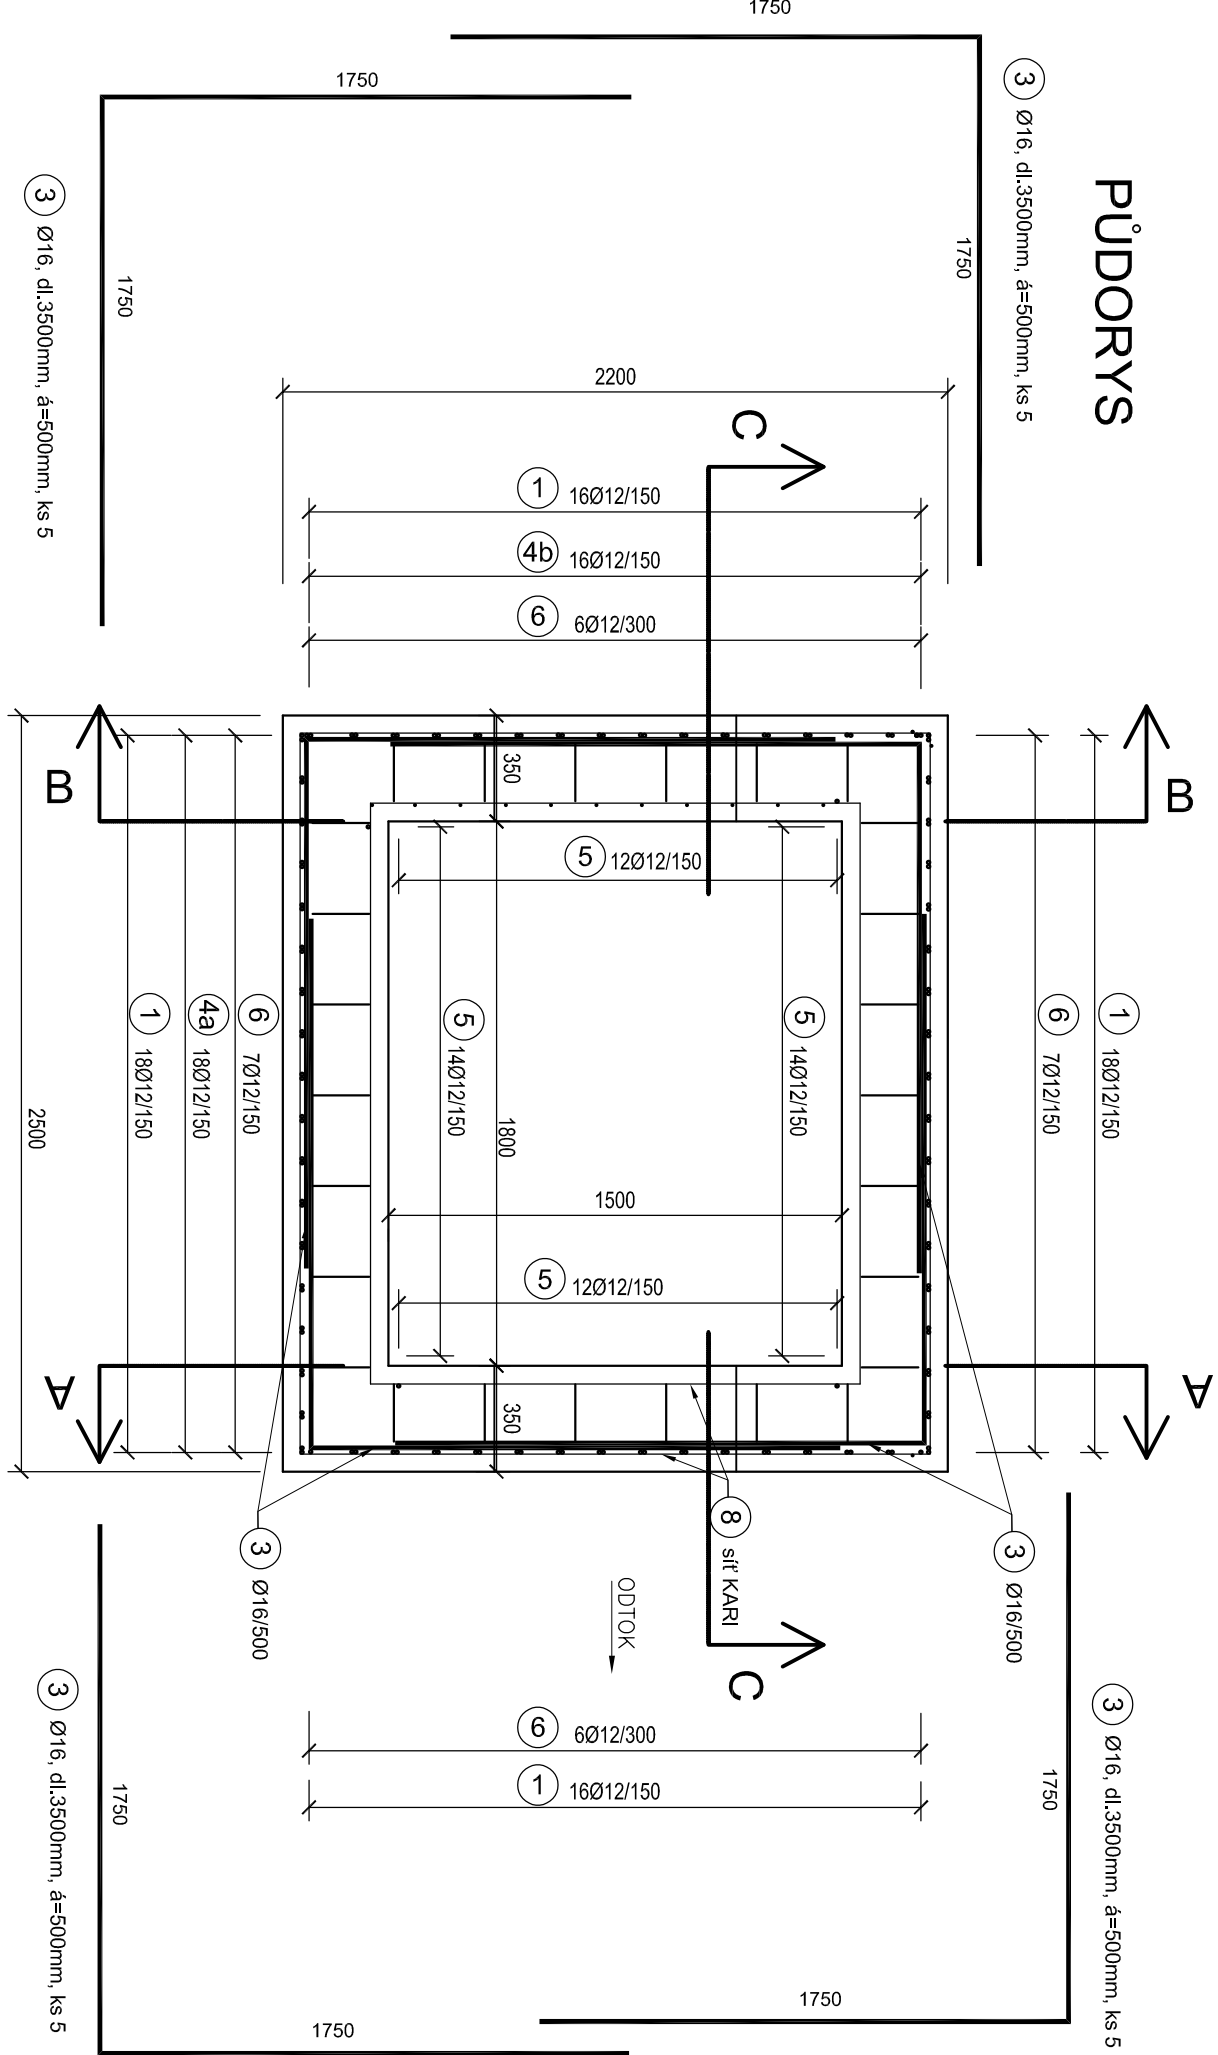 PŮDORYS
1750
3 Ø16, dl.3500mm, á=500mm, ks 5
1750
1750
3 Ø16, dl.3500mm, á=500mm, ks 5
1750
2200
C
1 16Ø12/150
4b 16Ø12/150
6 6Ø12/300
B
B
350
5 12Ø12/150
1 18Ø12/150
4a 18Ø12/150
6 7Ø12/150
5 14Ø12/150
5 14Ø12/150
6 7Ø12/150
1 18Ø12/150
2500
1800
1500
5 12Ø12/150
A
A
350
8 síť KARI
3 Ø16/500
3 Ø16/500
ODTOK
C
6 6Ø12/300
1 16Ø12/150
3 Ø16, dl.3500mm, á=500mm, ks 5
1750
1750
3 Ø16, dl.3500mm, á=500mm, ks 5
1750
1750